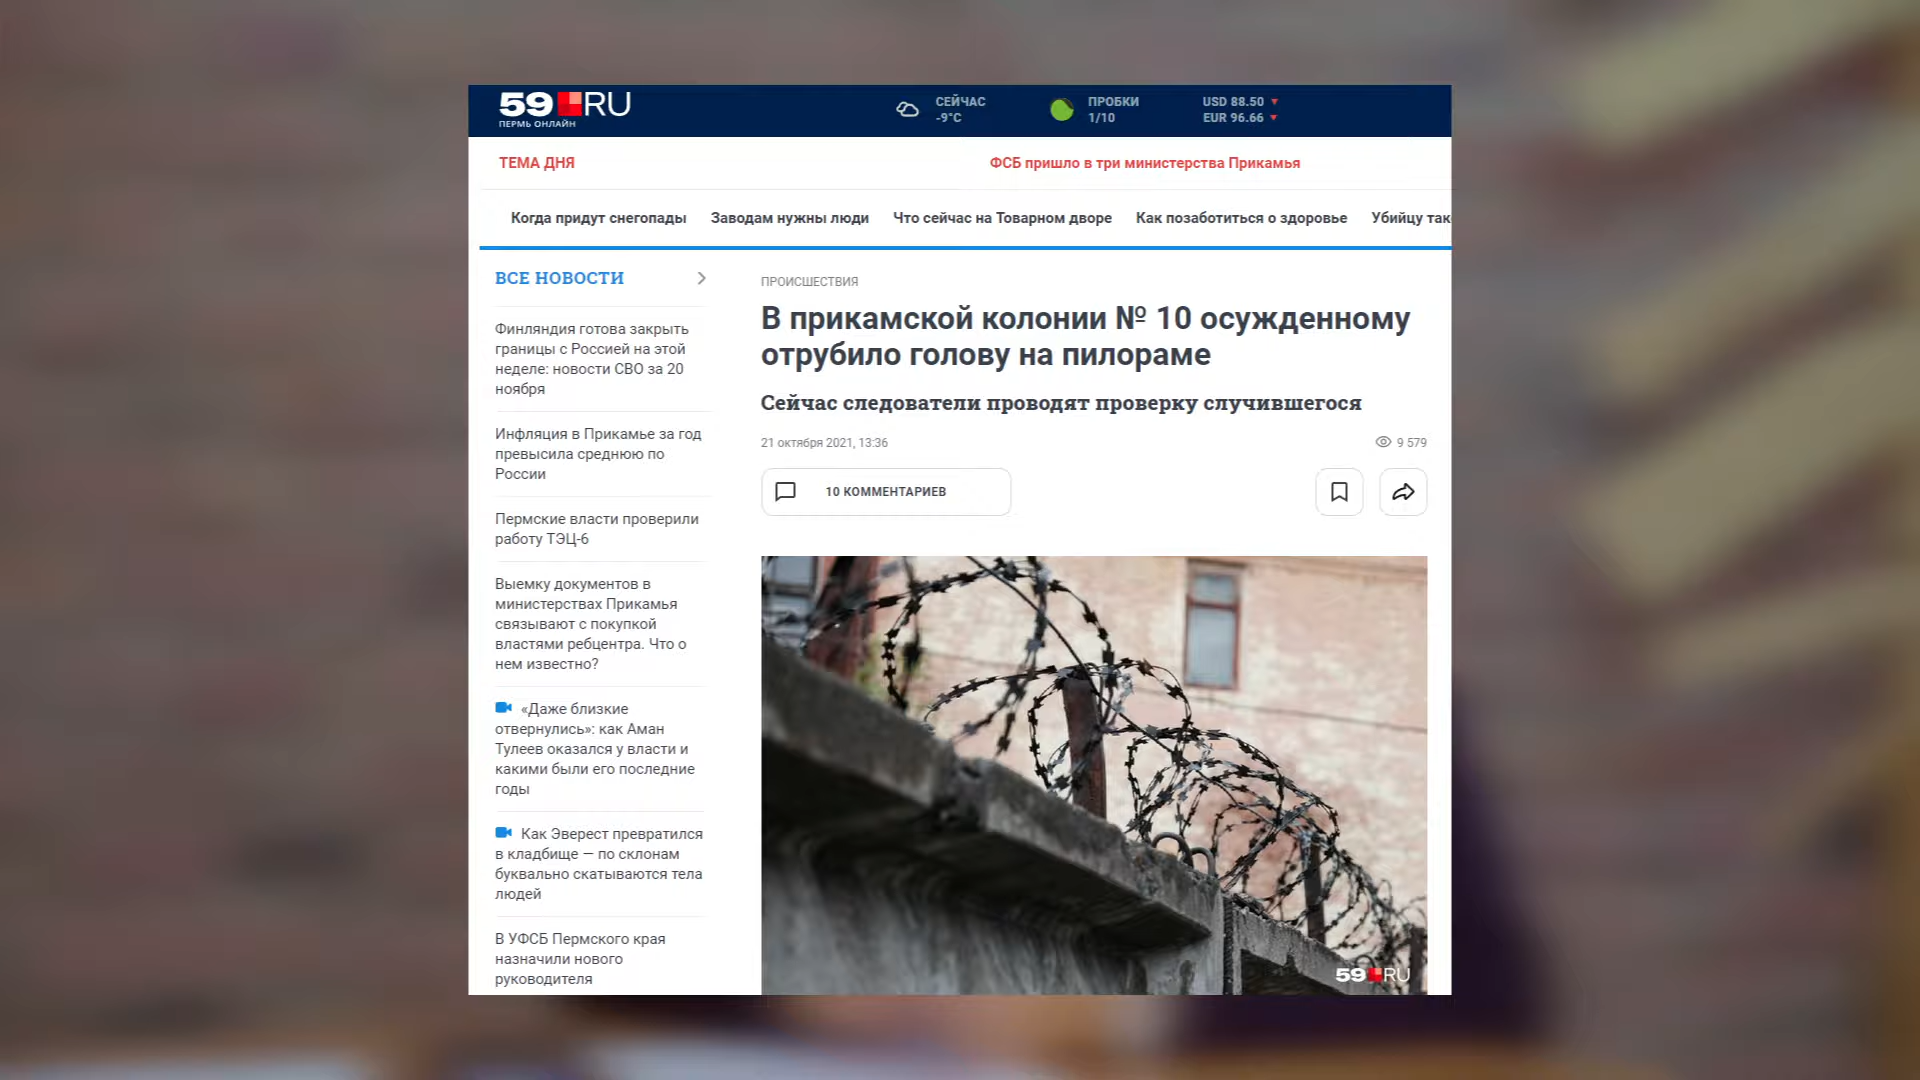 59 RU
ПЕРМЬ ОНЛАЙН
СЕЙЧАС
-9°C
ПРОБКИ
1/10
USD 88.50
EUR 96.66
ТЕМА ДНЯ
ФСБ пришло в три министерства Прикамья
Когда придут снегопады Заводам нужны люди Что сейчас на Товарном дворе Как позаботиться о здоровье Убийцу так
ВСЕ НОВОСТИ
Финляндия готова закрыть
границы с Россией на этой
неделе: новости СВО за 20
ноября
Инфляция в Прикамье за год
превысила среднюю по
России
Пермские власти проверили
работу ТЭЦ-6
Выемку документов в
министерствах Прикамья
связывают с покупкой
властями ребцентра. Что о
нем известно?
«Даже близкие
отвернулись»: как Аман
Тулеев оказался у власти и
какими были его последние
годы
Как Эверест превратился
в кладбище — по склонам
буквально скатываются тела
людей
В УФСБ Пермского края
назначили нового
руководителя
ПРОИСШЕСТВИЯ
В прикамской колонии № 10 осужденному
отрубило голову на пилораме
Сейчас следователи проводят проверку случившегося
21 октября 2021, 13:36
9 579
10 КОММЕНТАРИЕВ
59 RU